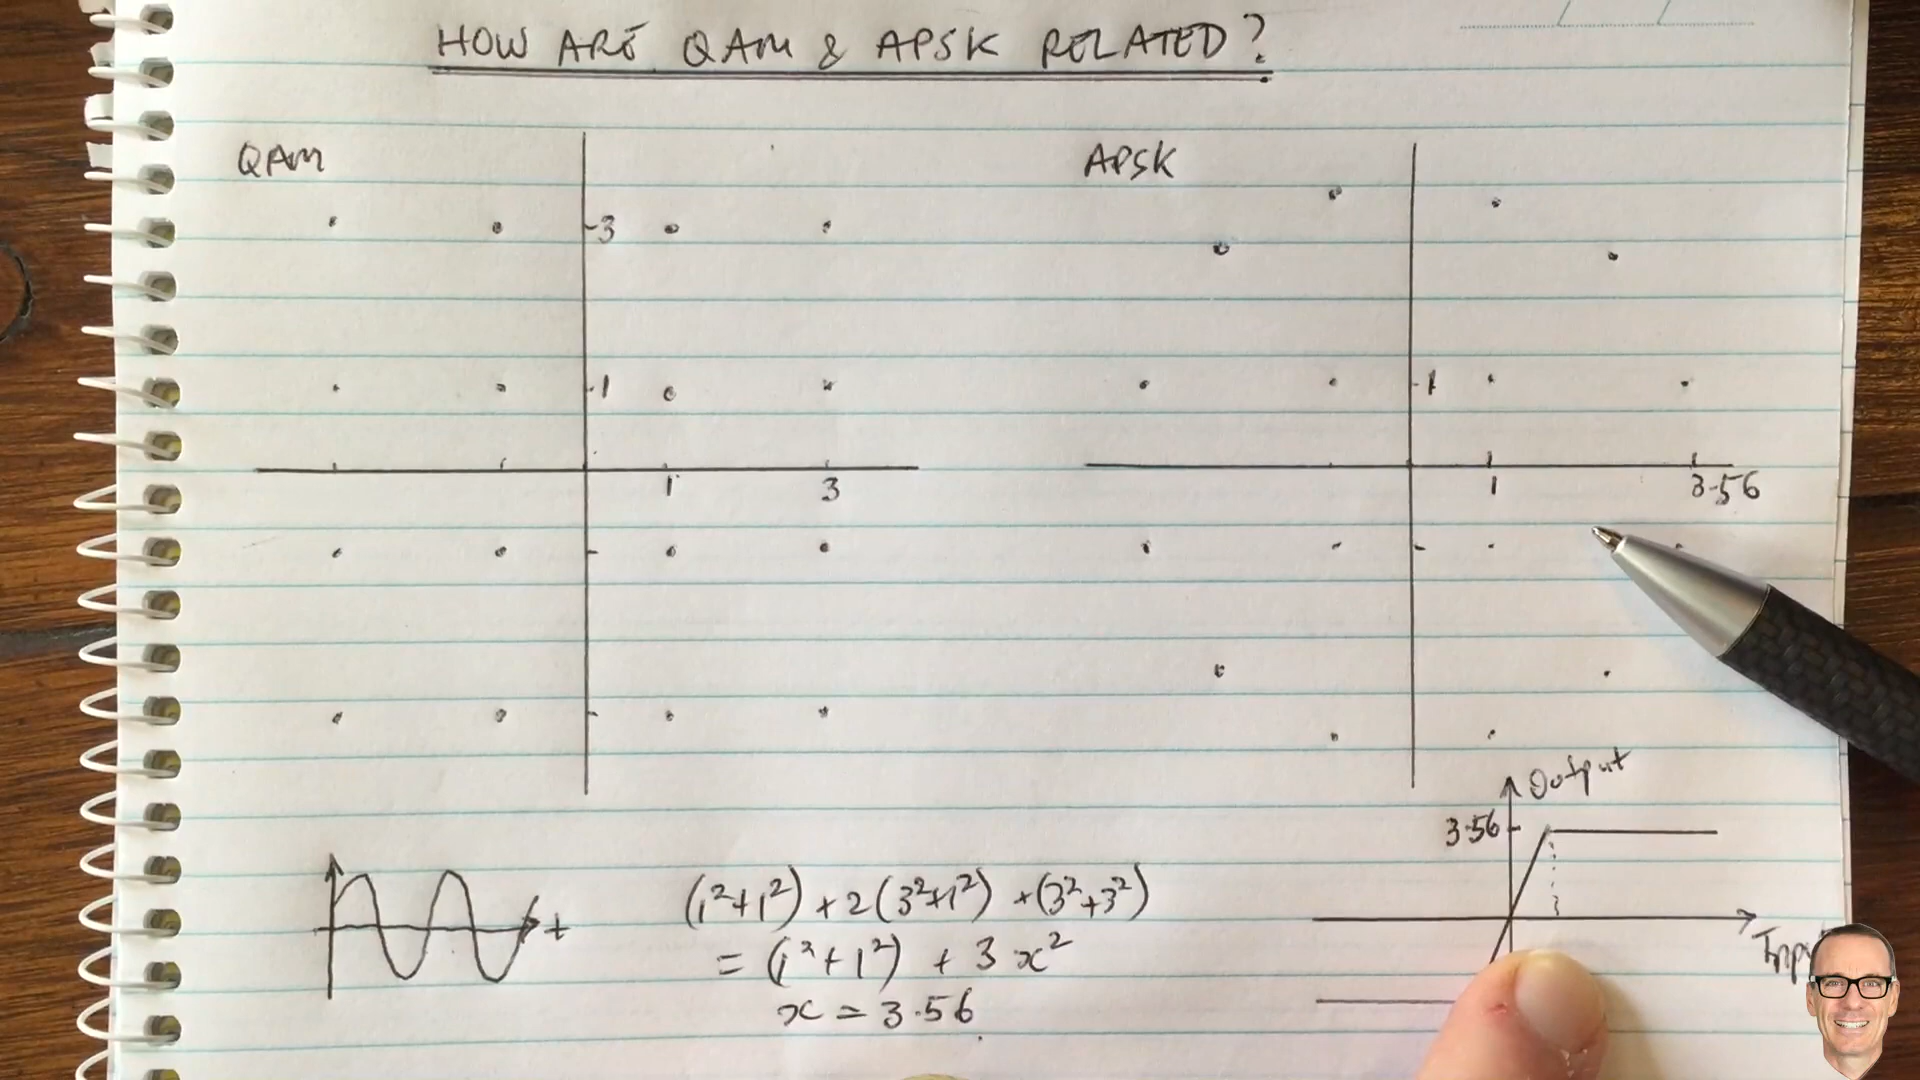 HOW ARE QAM & APSK RELATED?
QAM
APSK
3
1
1
1 3
1 3.56
Output
3.56
t
(1²+1²) + 2(3²+1²) + (3²+3²)
= (1²+1²) + 3x²
x = 3.56